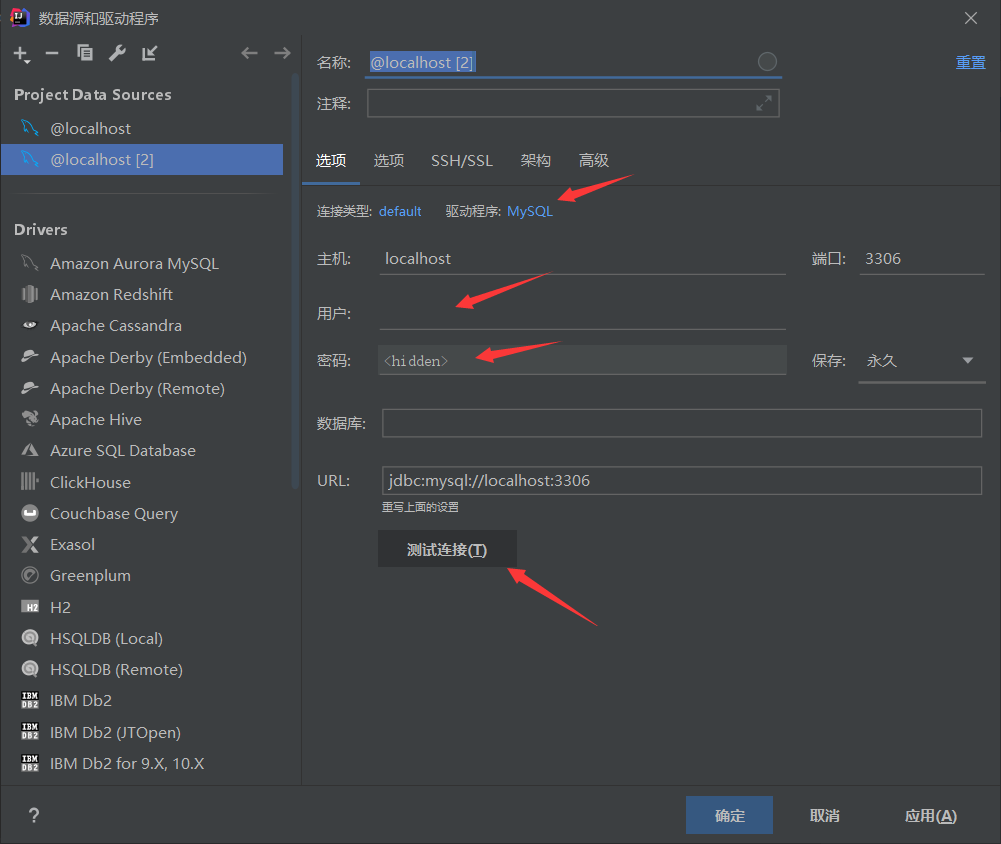 数据源和驱动程序
Project Data Sources
@localhost
@localhost [2]
Drivers
Amazon Aurora MySQL
Amazon Redshift
Apache Cassandra
Apache Derby (Embedded)
Apache Derby (Remote)
Apache Hive
Azure SQL Database
ClickHouse
Couchbase Query
Exasol
Greenplum
H2
HSQLDB (Local)
HSQLDB (Remote)
IBM Db2
IBM Db2 (JTOpen)
IBM Db2 for 9.X, 10.X
名称: @localhost [2] 重置
注释:
选项 选项 SSH/SSL 架构 高级
连接类型: default 驱动程序: MySQL
主机: localhost 端口: 3306
用户:
密码: <hidden> 保存: 永久
数据库:
URL: jdbc:mysql://localhost:3306
重写上面的设置
测试连接(T)
? 确定 取消 应用(A)